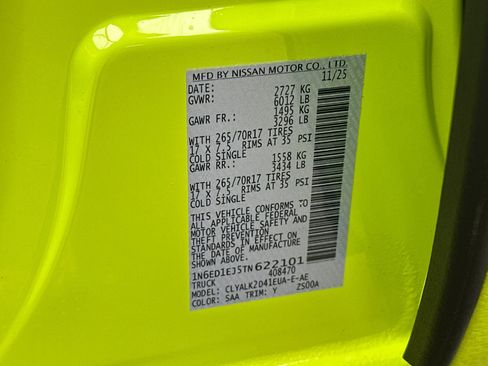 MFD BY NISSAN MOTOR CO., LTD.
DATE: 11/25
GVWR: 2727 KG
6012 LB
GAWR FR.: 1495 KG
3296 LB
WITH 265/70R17 TIRES
17 X 7.5 RIMS AT 35 PSI
COLD SINGLE
GAWR RR.: 1558 KG
3434 LB
WITH 265/70R17 TIRES
17 X 7.5 RIMS AT 35 PSI
COLD SINGLE
THIS VEHICLE CONFORMS TO
ALL APPLICABLE FEDERAL
MOTOR VEHICLE SAFETY AND
THEFT PREVENTION
STANDARDS IN EFFECT ON
THE DATE OF MANUFACTURE
SHOWN ABOVE.
1N6ED1EJ5TN622101
TRUCK 408470
MODEL: CLYALK2D41EUA-E-AE
COLOR: SAA TRIM: Y ZS00A